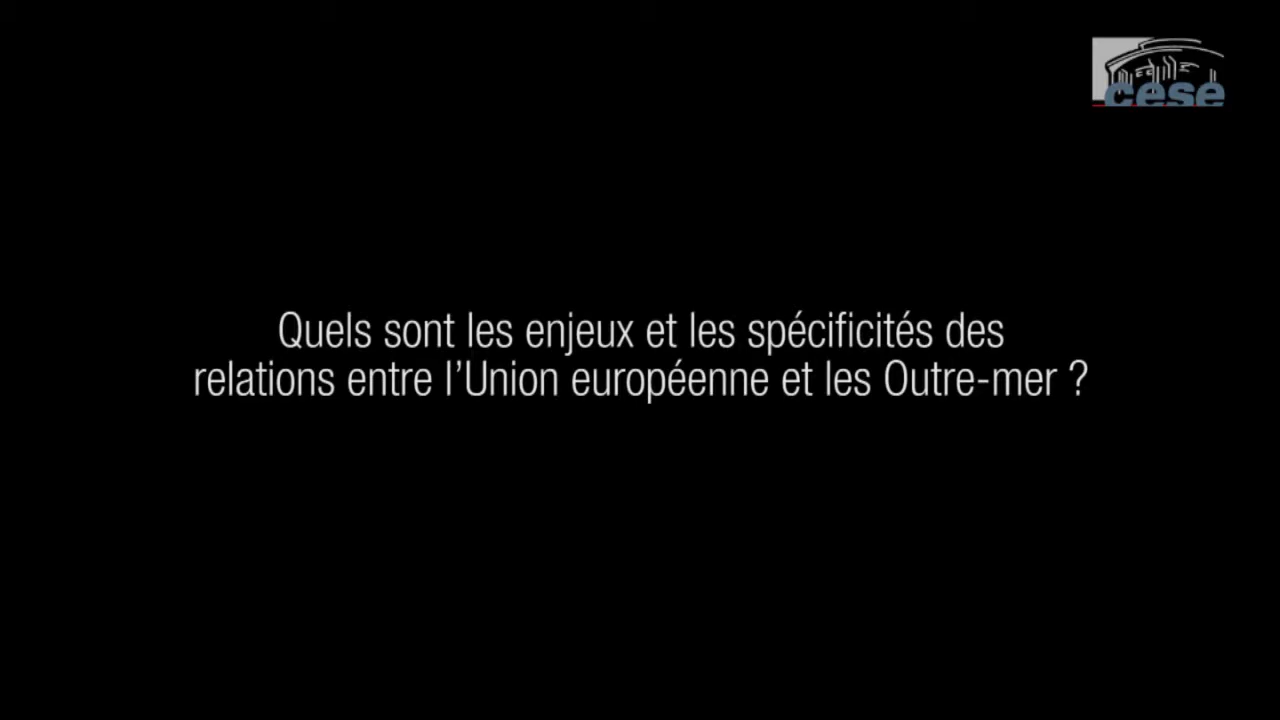 cese
Quels sont les enjeux et les spécificités des
relations entre l’Union européenne et les Outre-mer ?